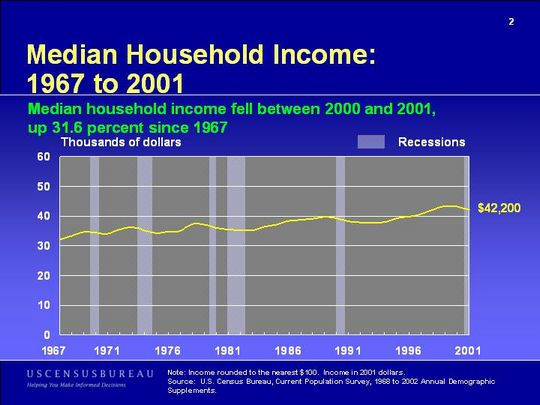 2
Median Household Income:
1967 to 2001
Median household income fell between 2000 and 2001,
up 31.6 percent since 1967
Thousands of dollars
Recessions
60
50
$42,200
40
30
20
10
0
1967 1971 1976 1981 1986 1991 1996 2001
USCENSUSBUREAU
Helping You Make Informed Decisions
Note: Income rounded to the nearest $100. Income in 2001 dollars.
Source: U.S. Census Bureau, Current Population Survey, 1968 to 2002 Annual Demographic
Supplements.